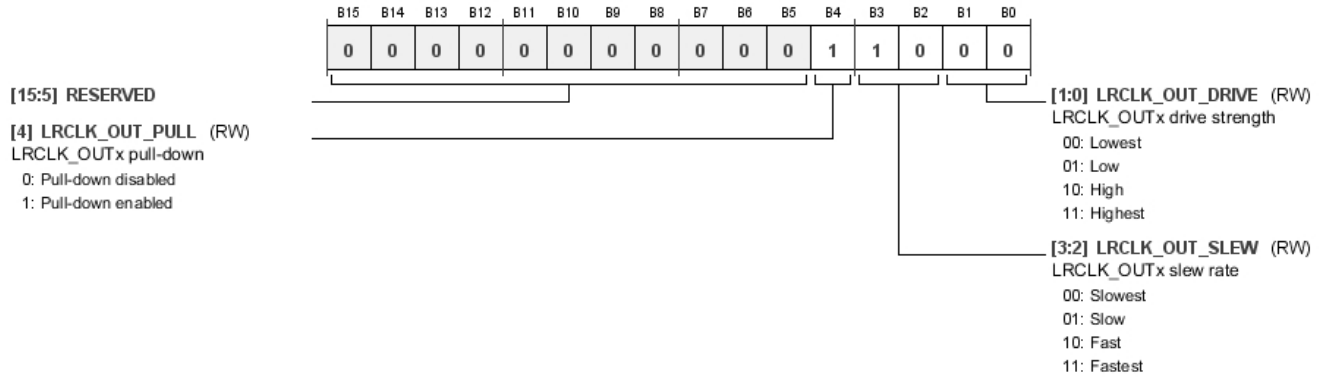 B15 B14 B13 B12 B11 B10 B9 B8 B7 B6 B5 B4 B3 B2 B1 B0
0 0 0 0 0 0 0 0 0 0 0 1 1 0 0 0
[15:5] RESERVED
[4] LRCLK_OUT_PULL (RW)
LRCLK_OUTx pull-down
0: Pull-down disabled
1: Pull-down enabled
[1:0] LRCLK_OUT_DRIVE (RW)
LRCLK_OUTx drive strength
00: Lowest
01: Low
10: High
11: Highest
[3:2] LRCLK_OUT_SLEW (RW)
LRCLK_OUTx slew rate
00: Slowest
01: Slow
10: Fast
11: Fastest